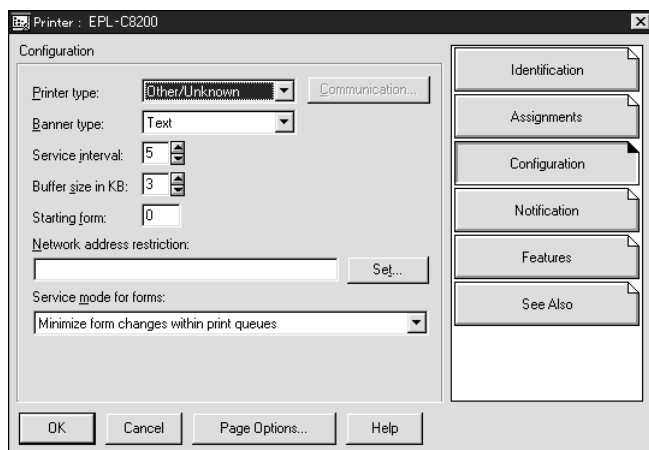 Printer : EPL-C8200
Configuration
Printer type: Other/Unknown Communication...
Banner type: Text
Service interval: 5
Buffer size in KB: 3
Starting form: 0
Network address restriction:
Set...
Service mode for forms:
Minimize form changes within print queues
OK Cancel Page Options... Help
Identification
Assignments
Configuration
Notification
Features
See Also